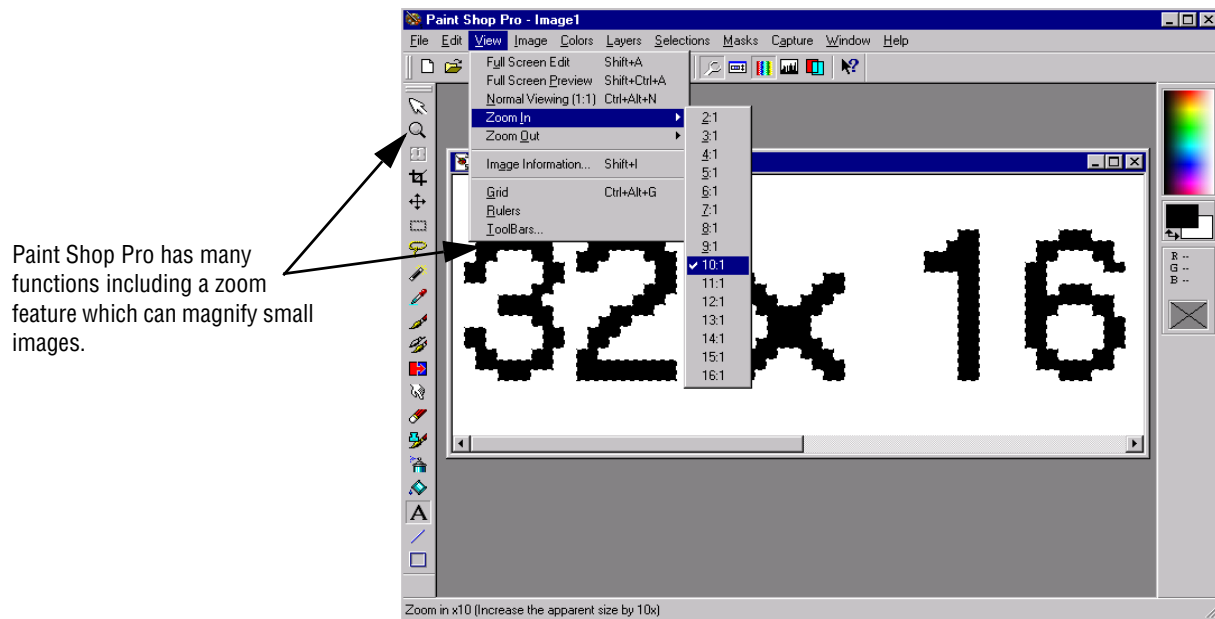 Paint Shop Pro - Image1
File Edit View Image Colors Layers Selections Masks Capture Window Help
Full Screen Edit Shift+A
Full Screen Preview Shift+Ctrl+A
Normal Viewing (1:1) Ctrl+Alt+N
Zoom In
Zoom Out
Image Information... Shift+I
Grid Ctrl+Alt+G
Rulers
ToolBars...
2:1
3:1
4:1
5:1
6:1
7:1
8:1
9:1
10:1
11:1
12:1
13:1
14:1
15:1
16:1
32 x 16
A
R --
G --
B --
Paint Shop Pro has many
functions including a zoom
feature which can magnify small
images.
Zoom in x10 (Increase the apparent size by 10x)